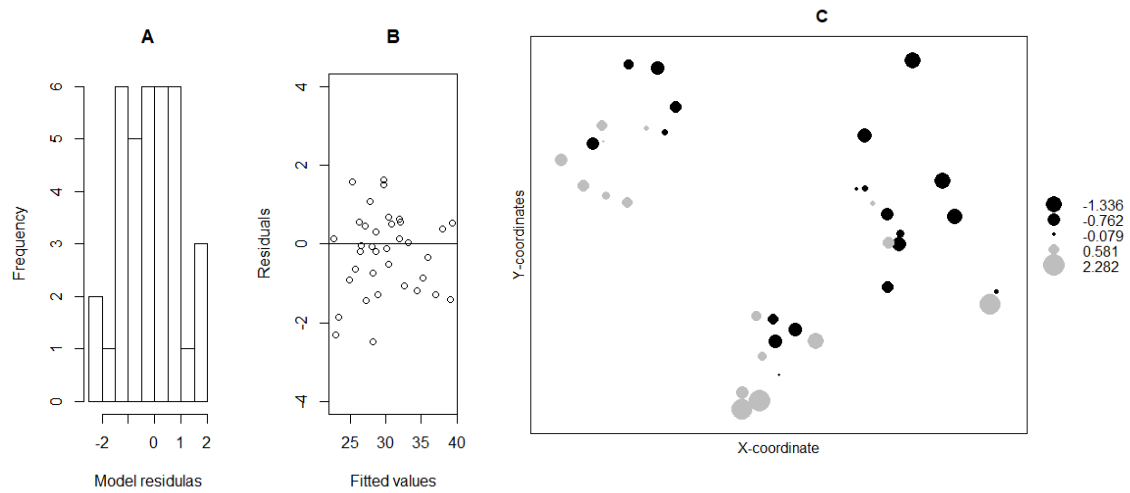 A
Frequency
0 1 2 3 4 5 6
-2 0 1 2
Model residulas
B
Residuals
-4 -2 0 2 4
25 30 35 40
Fitted values
C
Y-coordinates
X-coordinate
-1.336
-0.762
-0.079
0.581
2.282